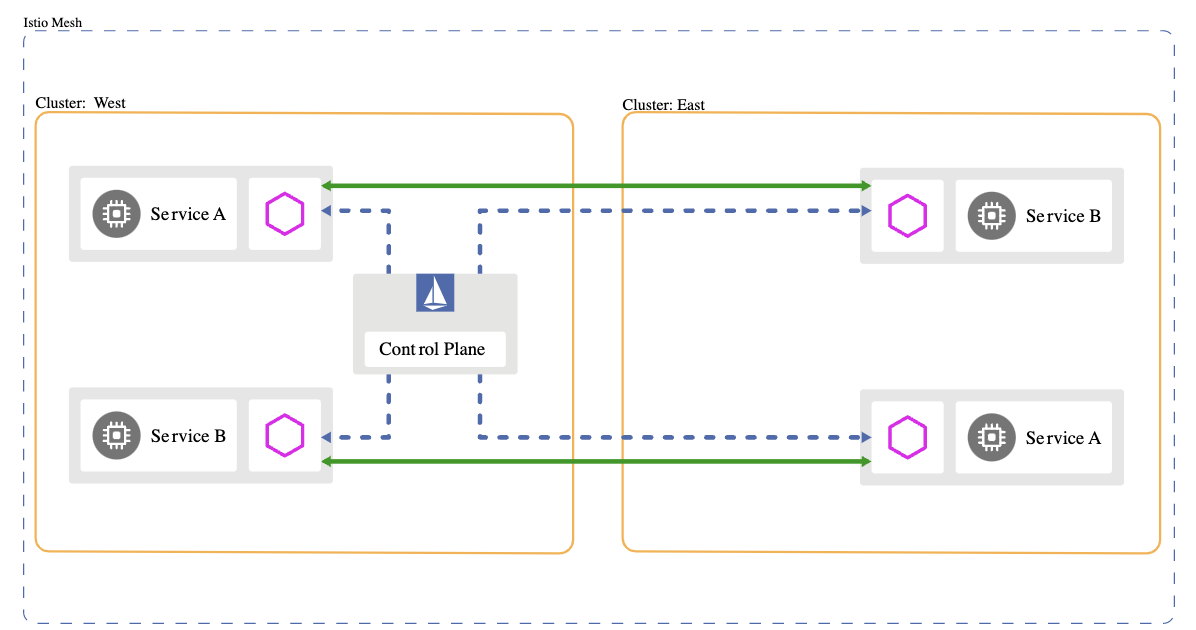 Istio Mesh
Cluster:  West
Cluster: East
Service A
Service B
Control Plane
Service B
Service A